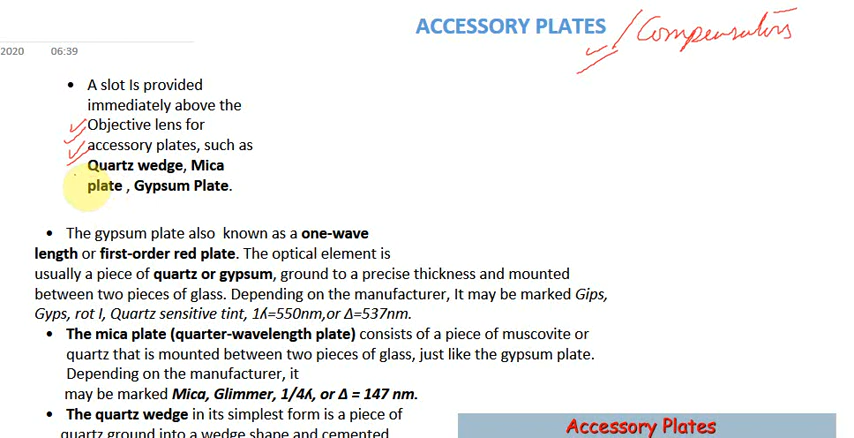 ACCESSORY PLATES / Compensators
2020 06:39
• A slot Is provided
immediately above the
Objective lens for
accessory plates, such as
Quartz wedge, Mica
plate , Gypsum Plate.
• The gypsum plate also known as a one-wave
length or first-order red plate. The optical element is
usually a piece of quartz or gypsum, ground to a precise thickness and mounted
between two pieces of glass. Depending on the manufacturer, It may be marked Gips,
Gyps, rot I, Quartz sensitive tint, 1ʎ=550nm,or Δ=537nm.
• The mica plate (quarter-wavelength plate) consists of a piece of muscovite or
quartz that is mounted between two pieces of glass, just like the gypsum plate.
Depending on the manufacturer, it
may be marked Mica, Glimmer, 1/4ʎ, or Δ = 147 nm.
• The quartz wedge in its simplest form is a piece of
quartz ground into a wedge shape and cemented
Accessory Plates